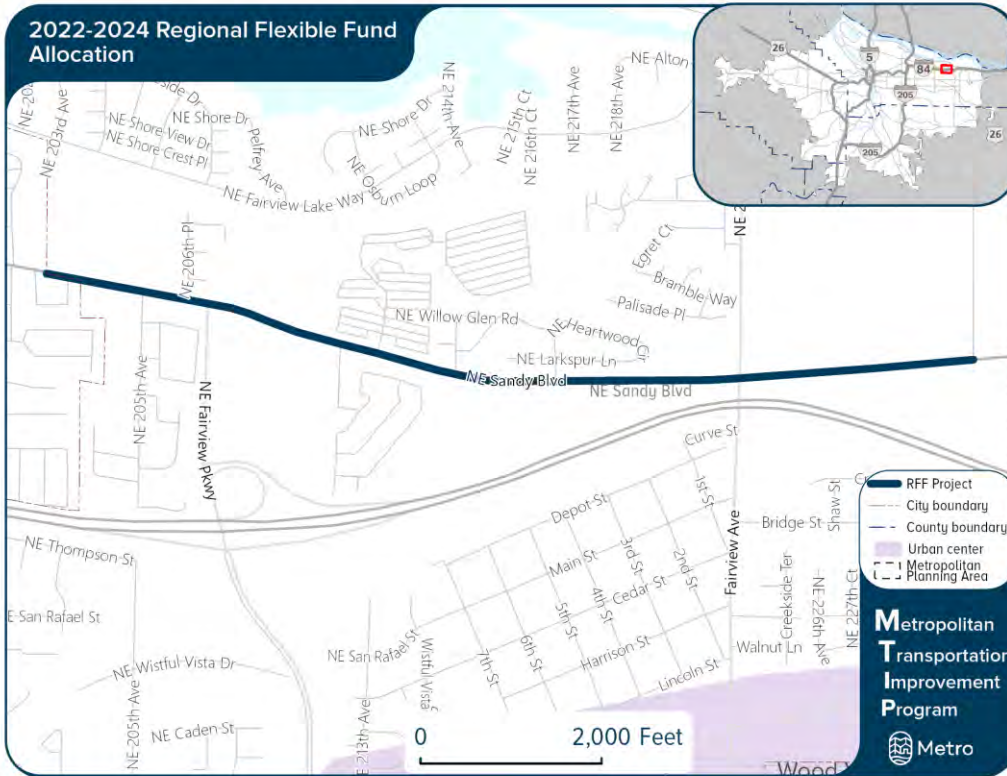 2022-2024 Regional Flexible Fund
Allocation
26
5
84
205
26
205
NE 203rd Ave
NE Shore Dr
NE Shore View Dr
NE Shore Crest Pl
Pelfrey Ave
NE Fairview Lake Way
NE Shore Dr
NE 214th Ave
NE Osburn Loop
NE 215th Ct
NE 216th Ct
NE 217th Ave
NE 218th Ave
NE Alton
NE 206th Pl
Egret Ct
Bramble Way
Palisade Pl
NE Willow Glen Rd
NE Heartwood Cir
NE Larkspur Ln
NE Sandy Blvd
NE Sandy Blvd
NE 205th Ave
NE Fairview Pkwy
Curve St
1st St
Depot St
Main St
3rd St
2nd St
Cedar St
4th St
5th St
6th St
7th St
Harrison St
Lincoln St
Fairview Ave
Bridge St
Shaw St
Creekside Ter
NE 226th Ave
NE 227th Ct
Walnut Ln
NE Thompson St
E San Rafael St
NE Wistful Vista Dr
NE San Rafael St
Wistful Vista
NE 205th Ave
NE Caden St
NE 213th Ave
0
2,000 Feet
RFF Project
City boundary
County boundary
Urban center
Metropolitan
Planning Area
Metropolitan
Transportation
Improvement
Program
Metro